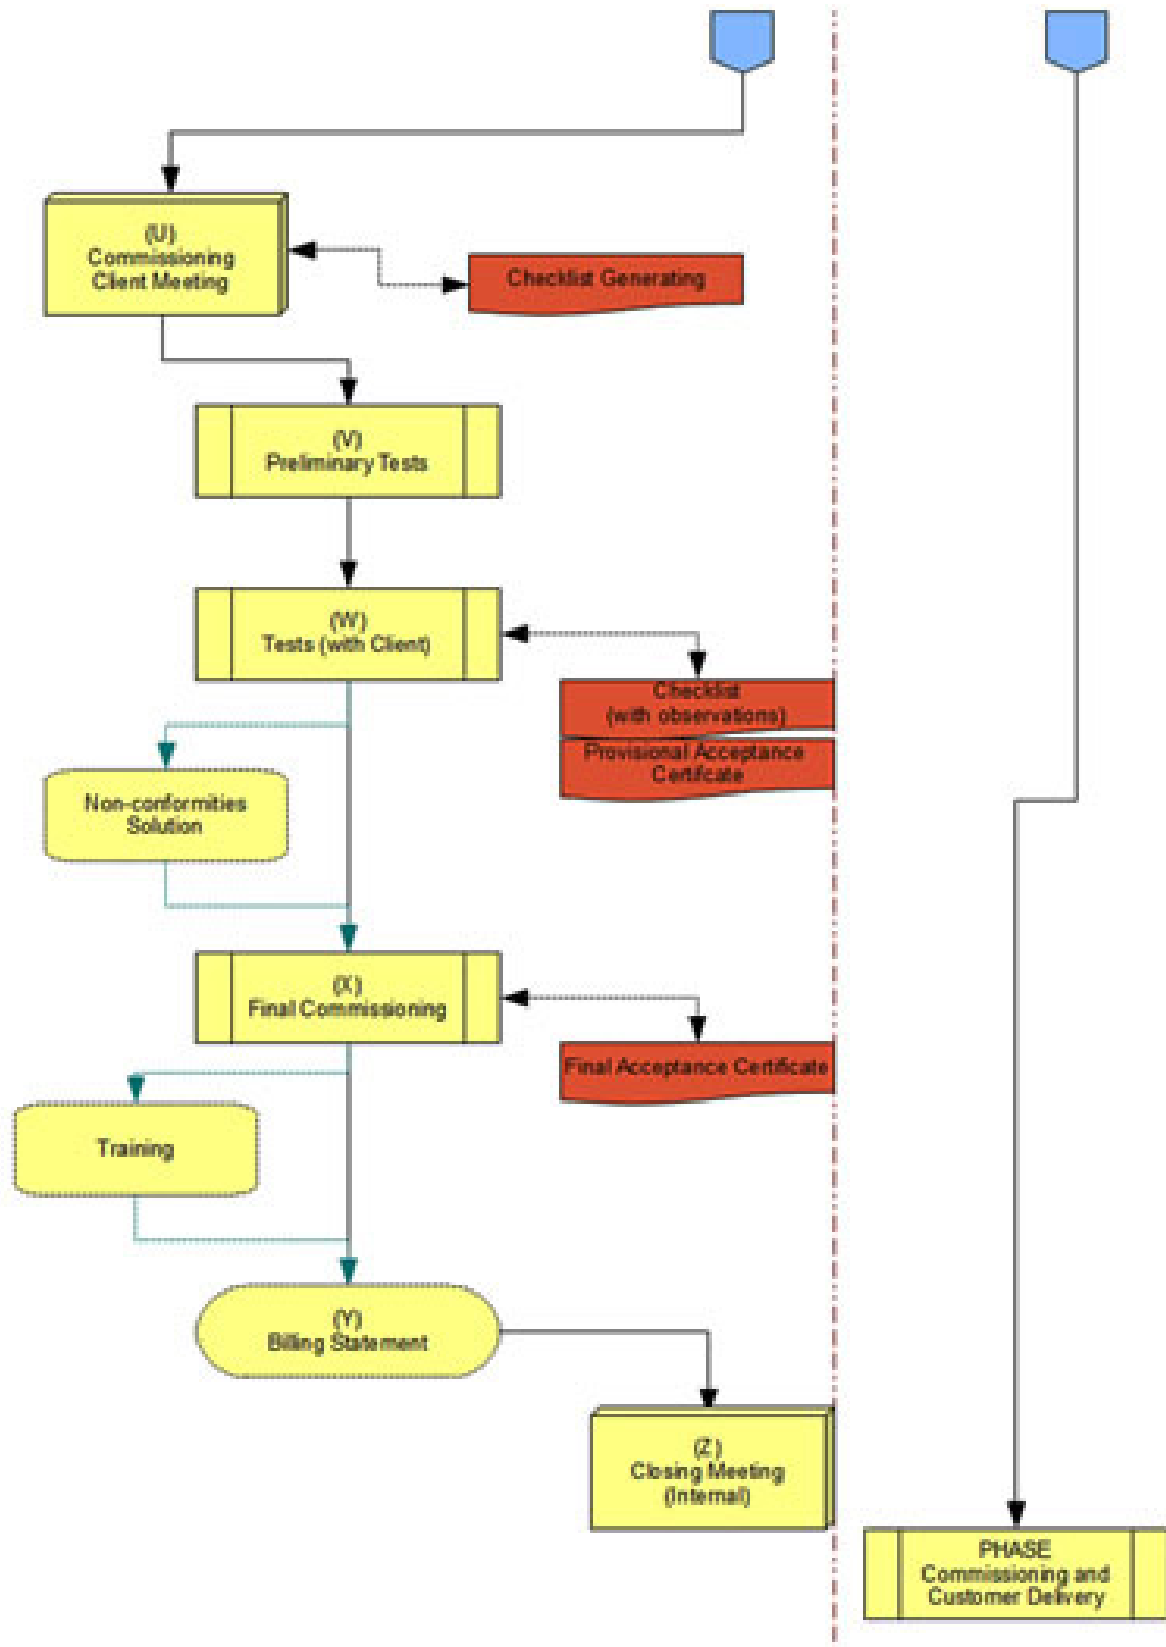 (U)
Commissioning
Client Meeting
Checklist Generating
(V)
Preliminary Tests
(W)
Tests (with Client)
Checklist
(with observations)
Provisional Acceptance
Certifcate
Non-conformities
Solution
(X)
Final Commissioning
Final Acceptance Certificate
Training
(Y)
Billing Statement
(Z)
Closing Meeting
(Internal)
PHASE
Commissioning and
Customer Delivery